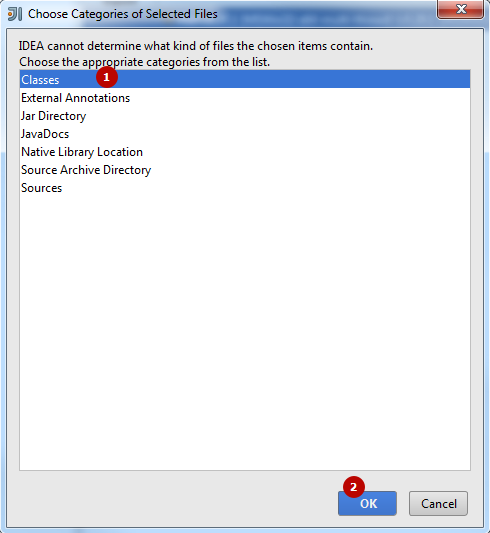 Choose Categories of Selected Files
IDEA cannot determine what kind of files the chosen items contain.
Choose the appropriate categories from the list.
Classes 1
External Annotations
Jar Directory
JavaDocs
Native Library Location
Source Archive Directory
Sources
2
OK Cancel